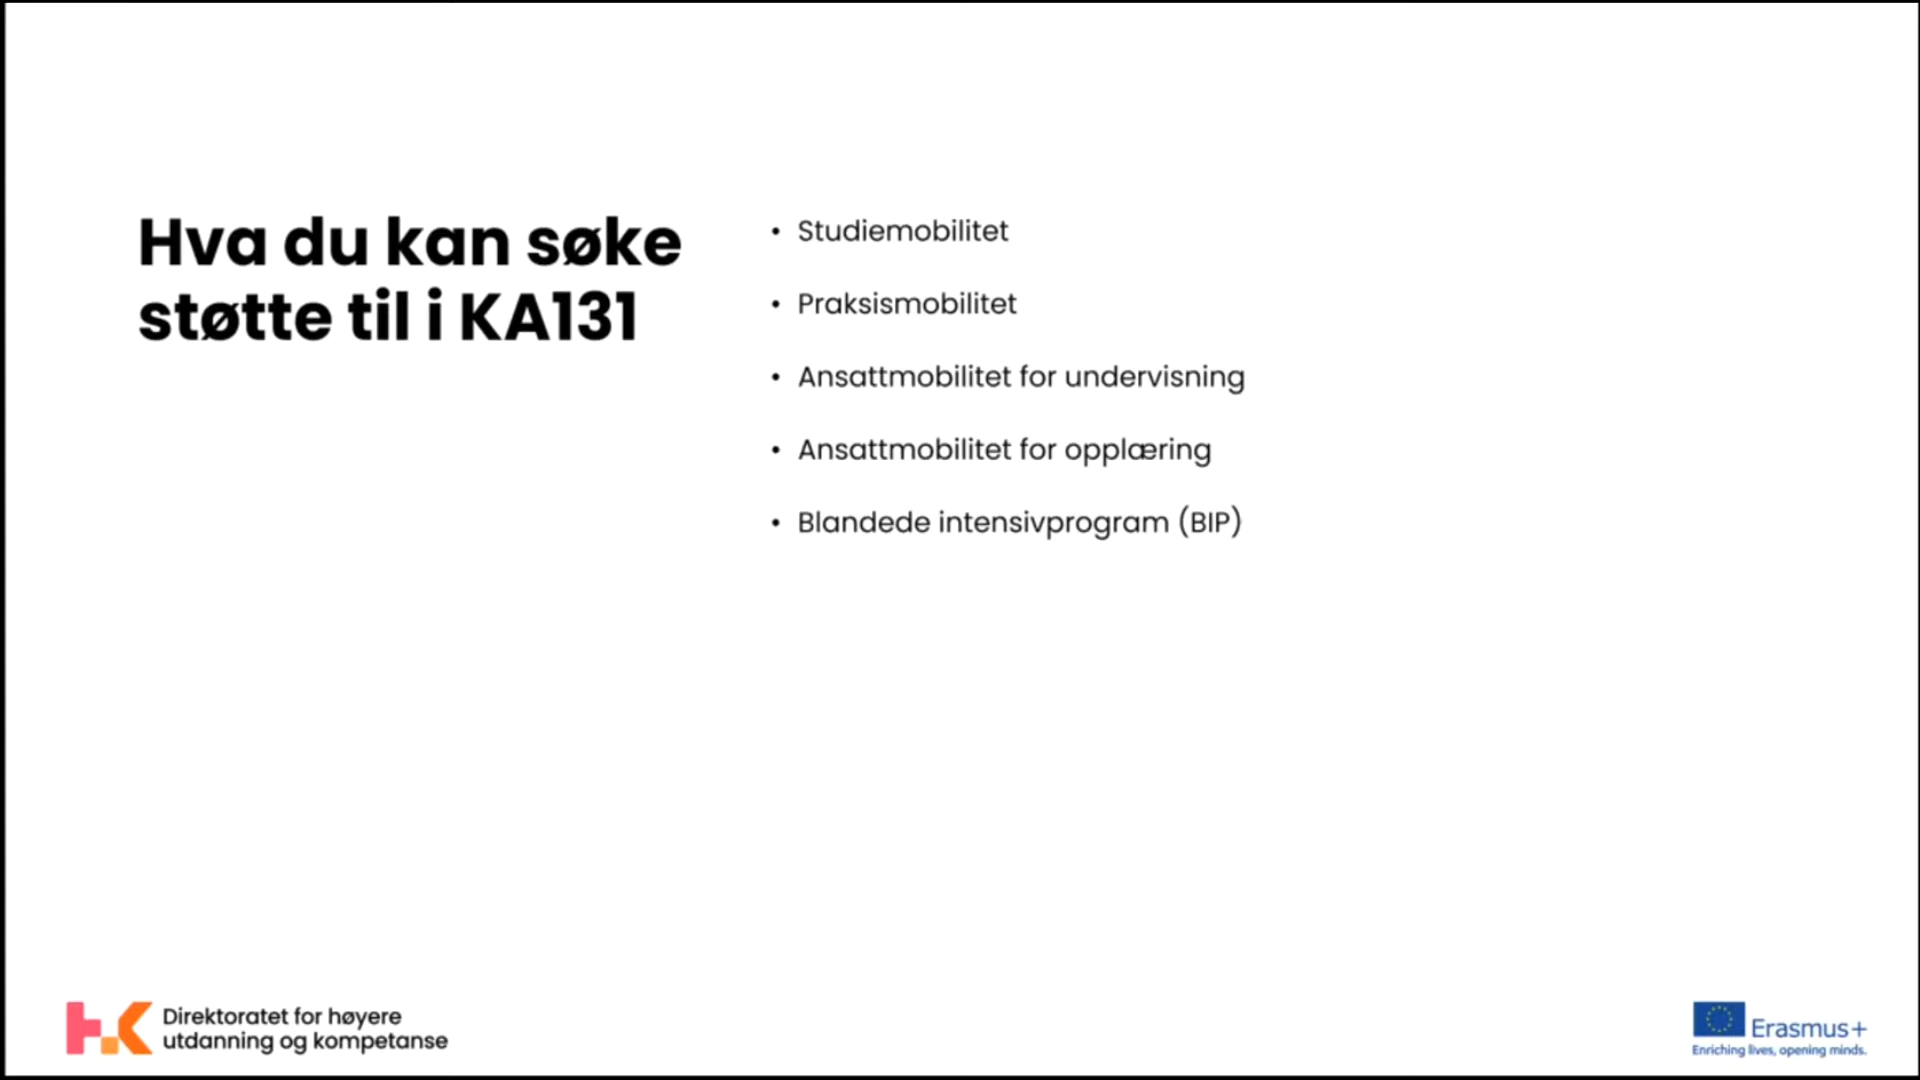 Hva du kan søke
støtte til i KA131
• Studiemobilitet
• Praksismobilitet
• Ansattmobilitet for undervisning
• Ansattmobilitet for opplæring
• Blandede intensivprogram (BIP)
Direktoratet for høyere
utdanning og kompetanse
Erasmus+
Enriching lives, opening minds.